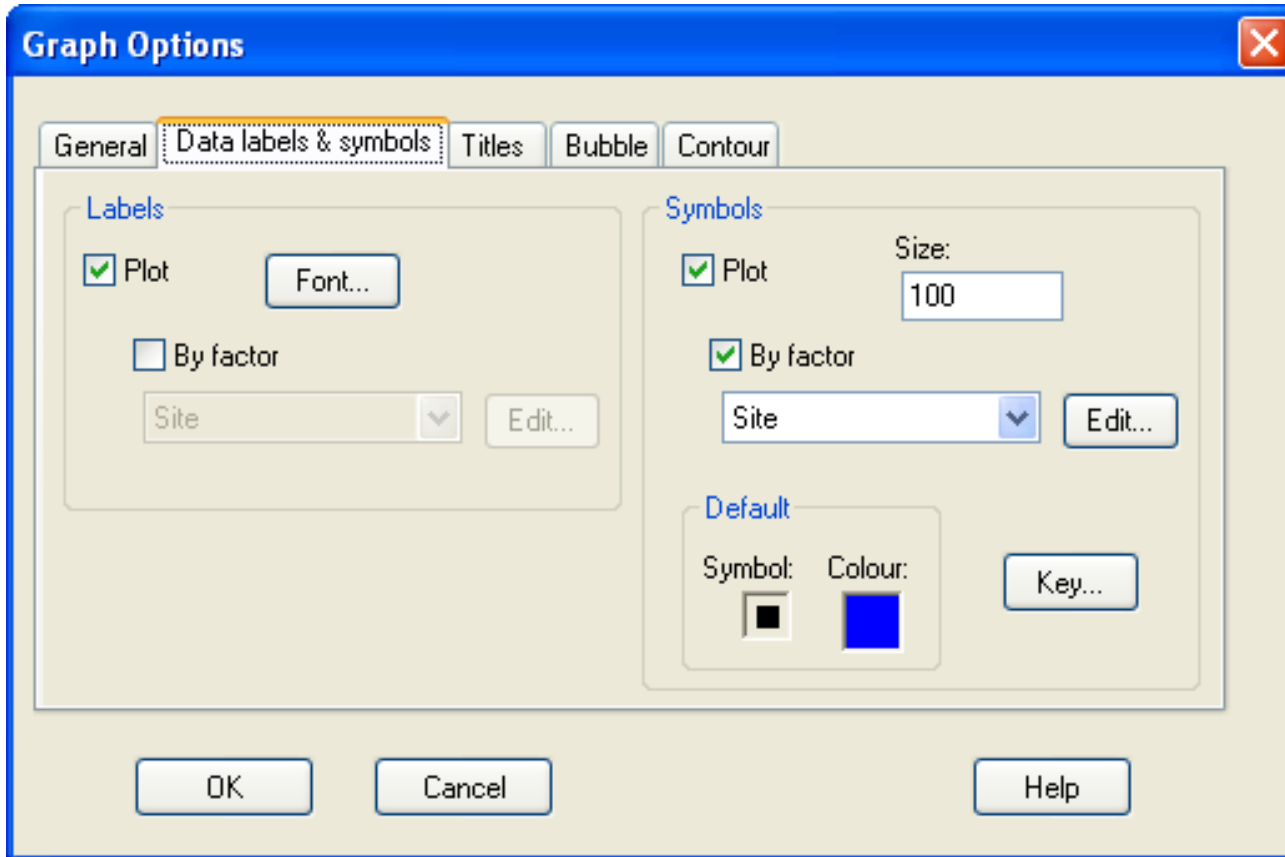 Graph Options
General Data labels & symbols Titles Bubble Contour
Labels
Plot
Font...
By factor
Site
Edit...
Symbols
Plot
Size:
100
By factor
Site
Edit...
Default
Symbol: Colour:
Key...
OK
Cancel
Help